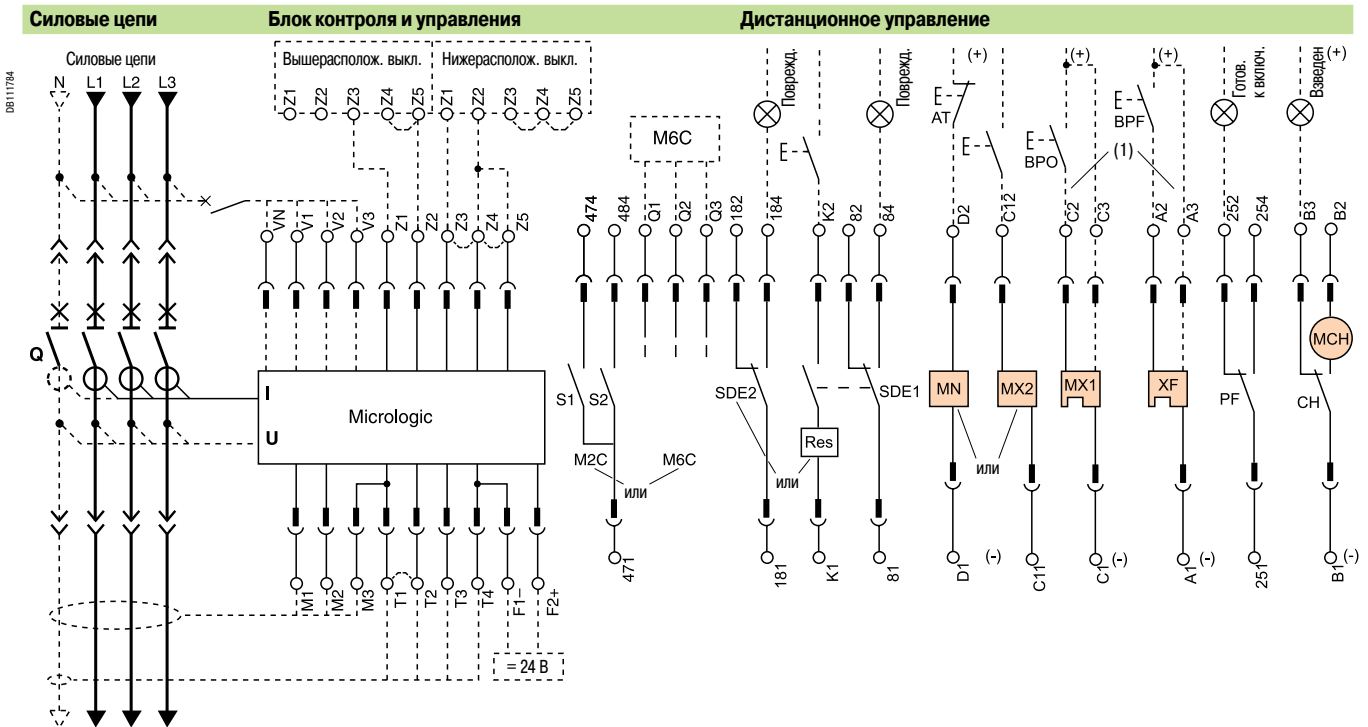 Силовые цепи
Блок контроля и управления
Дистанционное управление
DB111784
Силовые цепи
N L1 L2 L3
Вышерасполож. выкл. Нижерасполож. выкл.
Z1 Z2 Z3 Z4 Z5 Z1 Z2 Z3 Z4 Z5
M6C
Поврежд.
Поврежд.
(+)
AT
(+)
BPO
(+)
BPF
(1)
Готов. к включ.
Взведен (+)
VN V1 V2 V3 Z1 Z2 Z3 Z4 Z5
474 484 Q1 Q2 Q3 182 184 K2 82 84 D2 C12 C2 C3 A2 A3 252 254 B3 B2
Q
I
U
Micrologic
S1 S2
M2C или M6C
SDE2
Res
SDE1
или
MN MX2 MX1 XF
или
PF
CH
MCH
M1 M2 M3 T1 T2 T3 T4 F1– F2+
471 181 K1 81 D1 (-) C11 C1 (-) A1 (-) 251 B1 (-)
= 24 В